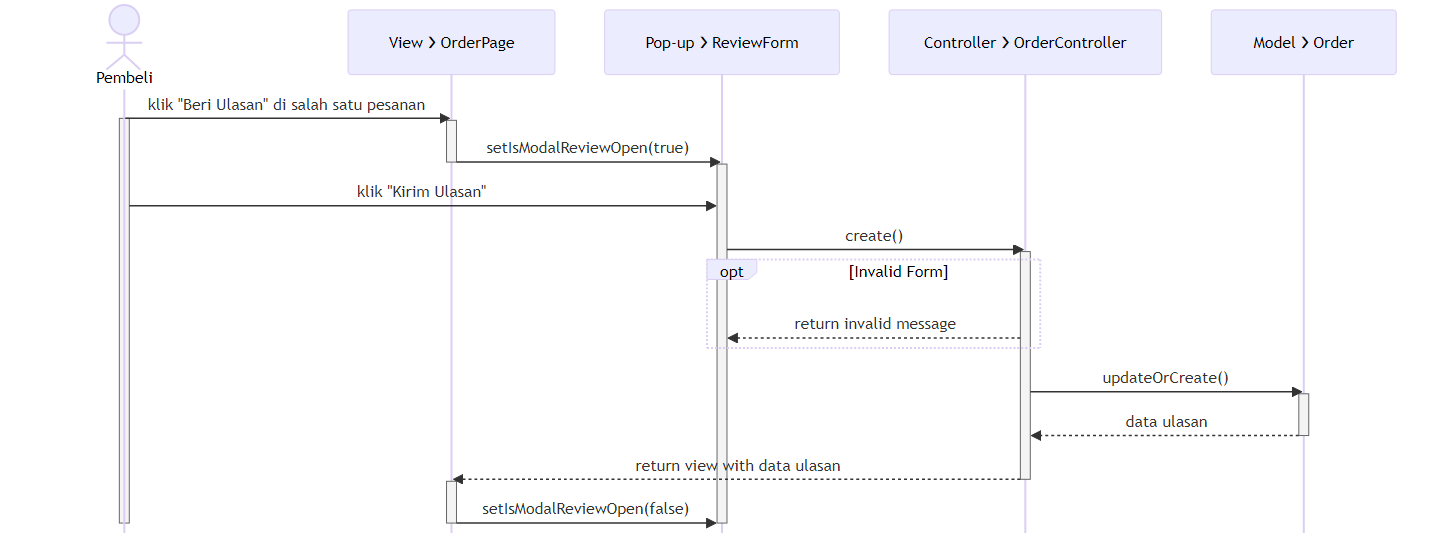 View > OrderPage
Pop-up > ReviewForm
Controller > OrderController
Model > Order
Pembeli
klik "Beri Ulasan" di salah satu pesanan
setIsModalReviewOpen(true)
klik "Kirim Ulasan"
create()
opt
[Invalid Form]
return invalid message
updateOrCreate()
data ulasan
return view with data ulasan
setIsModalReviewOpen(false)